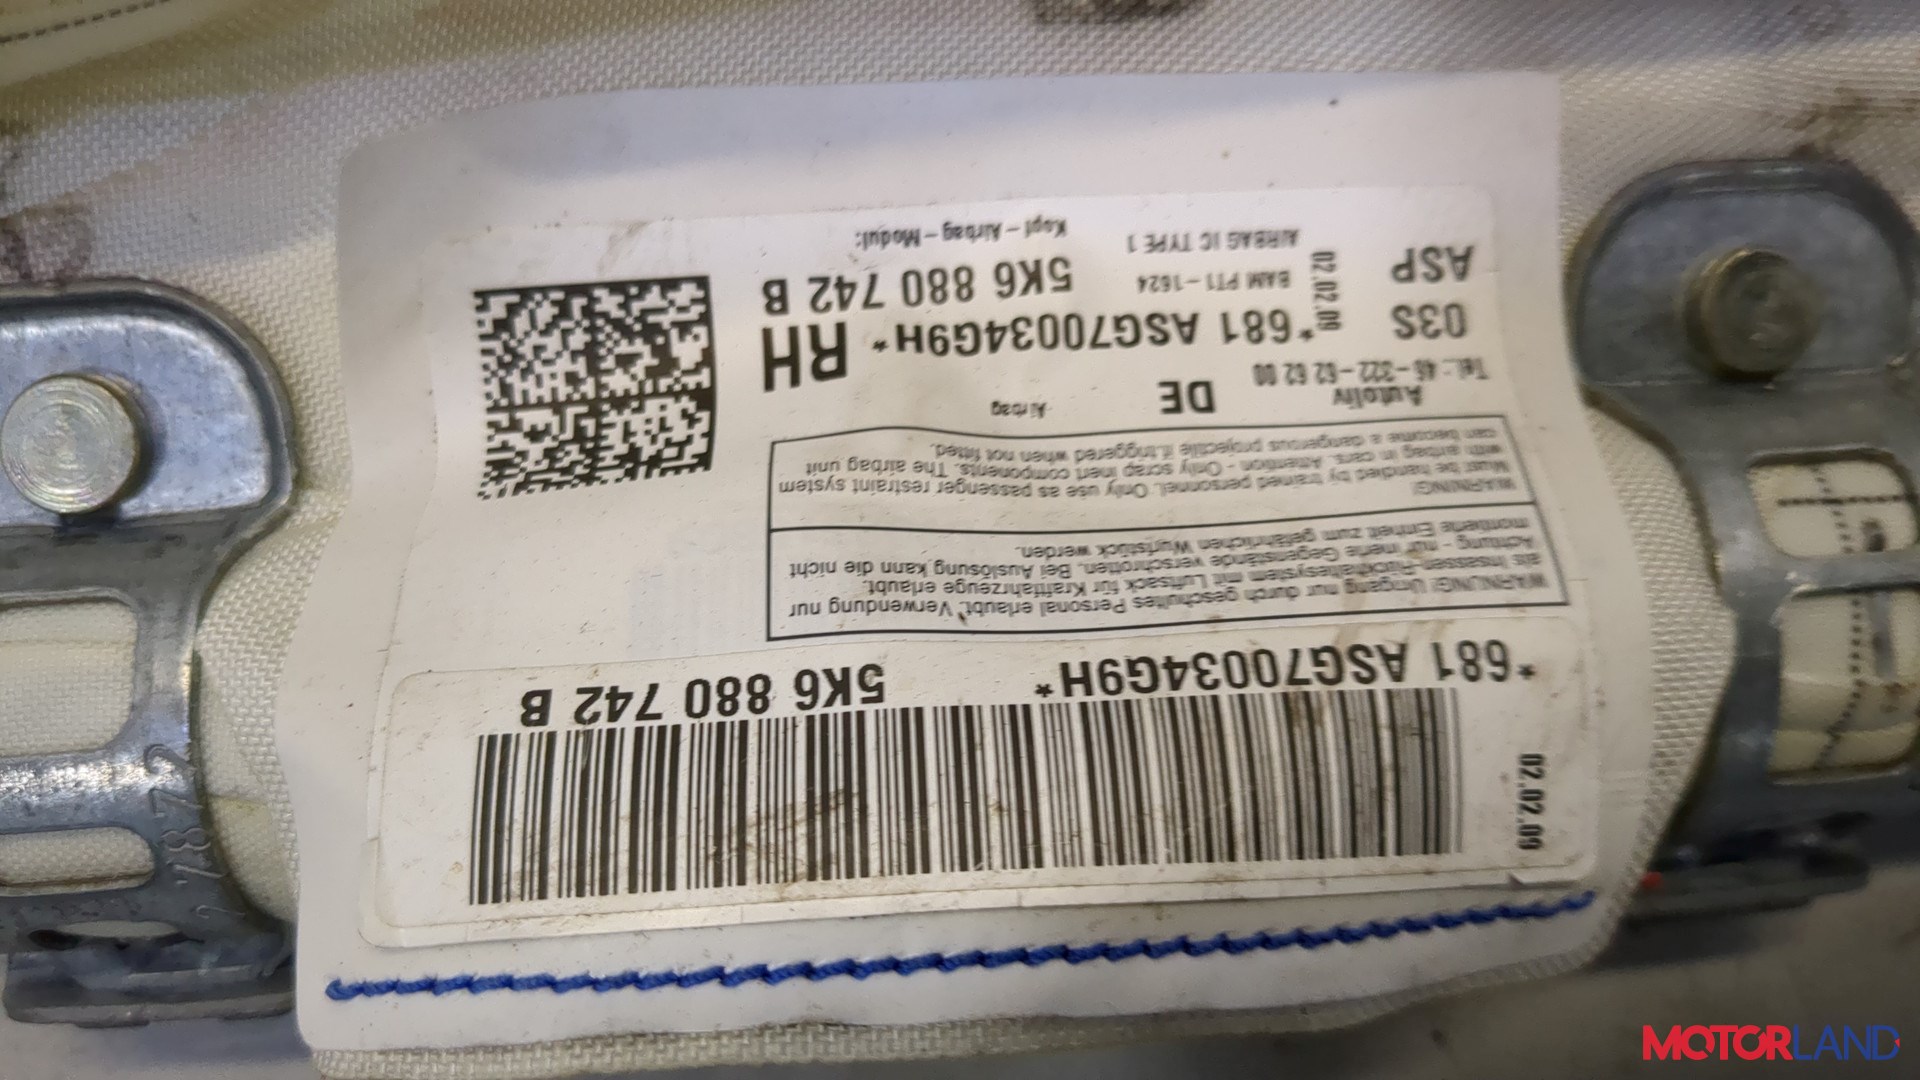 *681 ASG70034G9H* 5K6 880 742 B
02.02.09
WARNING! Umgang nur durch geschultes Personal erlaubt. Verwendung nur
als Insassen-Rückhaltesystem mit Luftsack für Kraftfahrzeuge erlaubt.
Achtung - nur inerte Gegenstände verschrotten. Bei Auslösung kann die nicht
montierte Einheit zum gefährlichen Wurfstück werden.
WARNING!
Must be handled by trained personnel. Only use as passenger restraint system
with airbag in cars. Attention - Only scrap inert components. The airbag unit
can become a dangerous projectile if triggered when not fitted.
Autoliv DE Airbag
Tel.: 46-322-62 62 00
03S *681 ASG70034G9H* RH
02.02.09
ASP BAM PT1-1624 5K6 880 742 B
AIRBAG IC TYPE 1 Kopf-Airbag-Modul:
2 7872
MOTORLAND